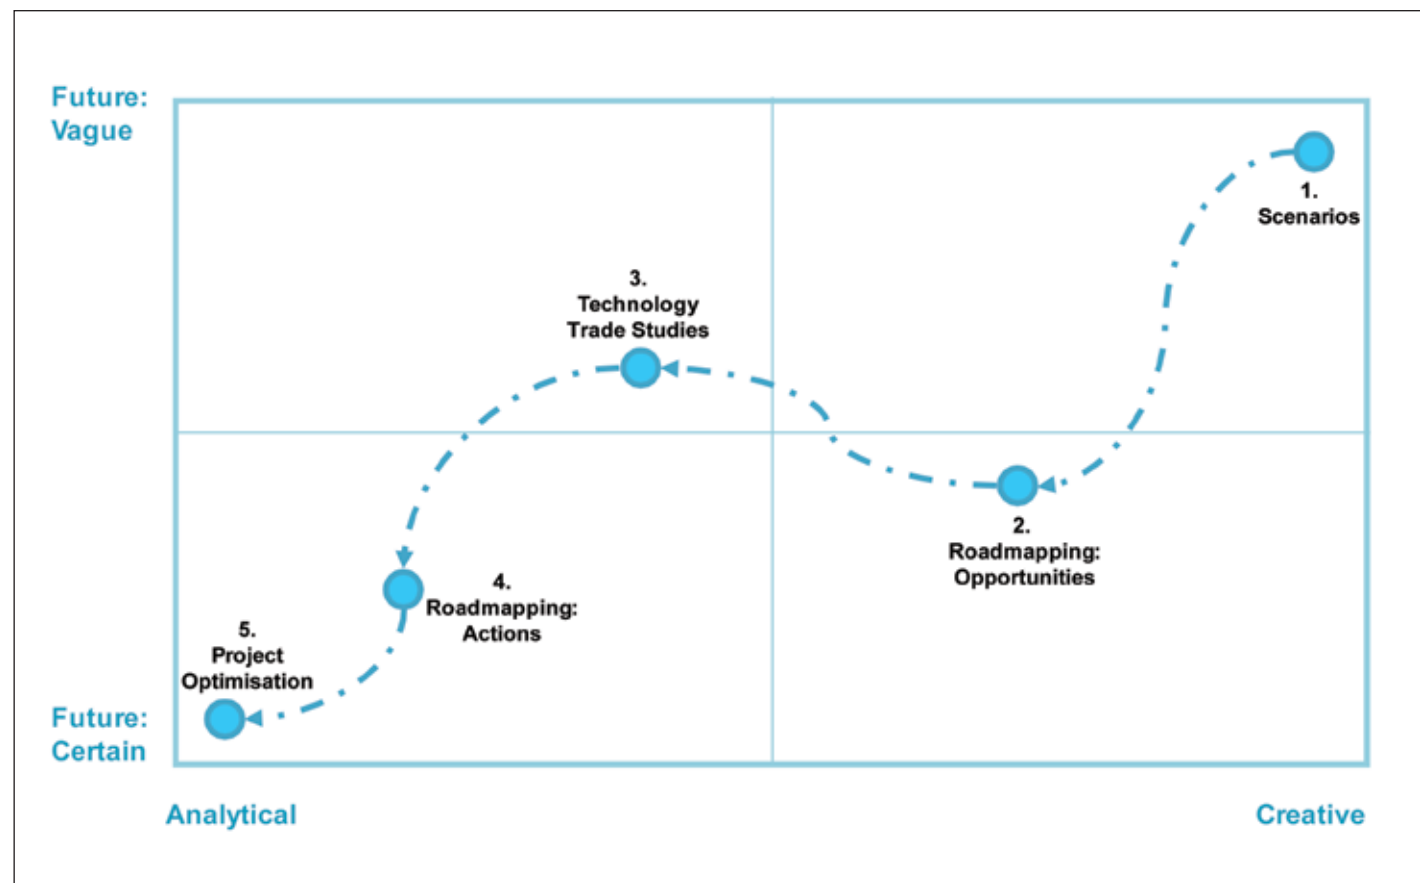 Future:
Vague
1.
Scenarios
3.
Technology
Trade Studies
2.
Roadmapping:
Opportunities
4.
Roadmapping:
Actions
5.
Project
Optimisation
Future:
Certain
Analytical
Creative